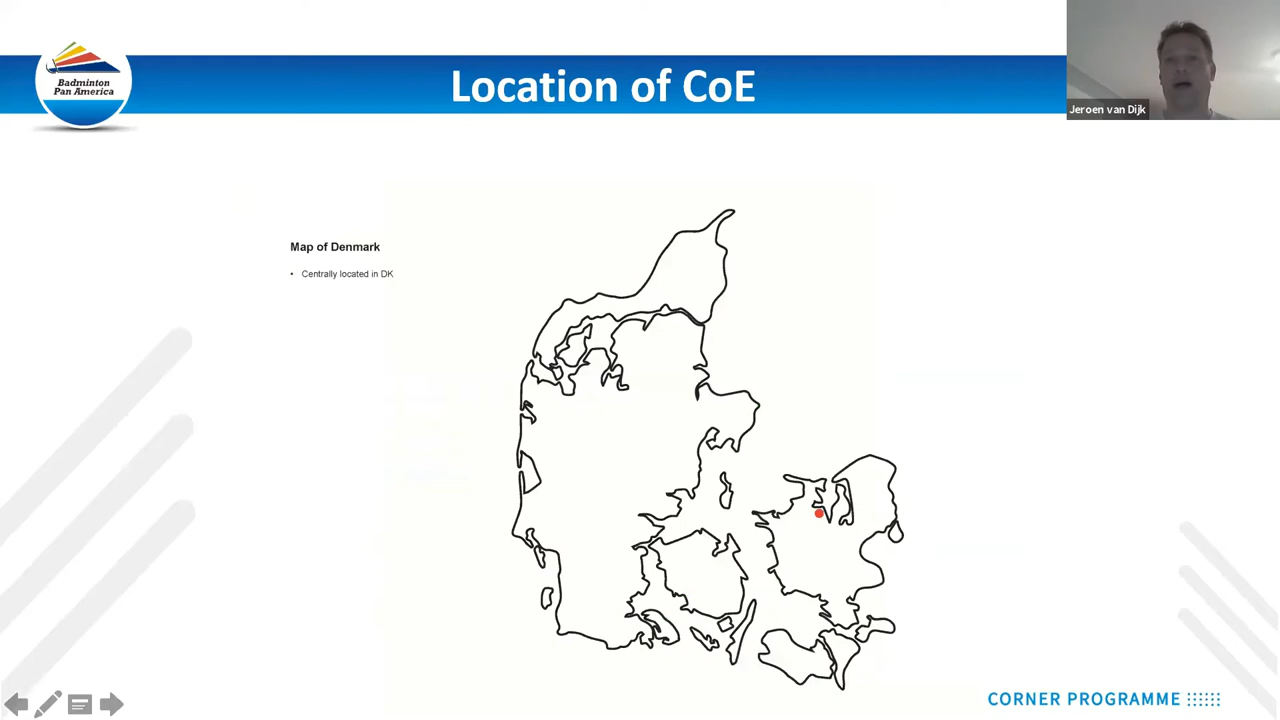 Badminton
Pan America
Location of CoE
Jeroen van Dijk
Map of Denmark
• Centrally located in DK
CORNER PROGRAMME